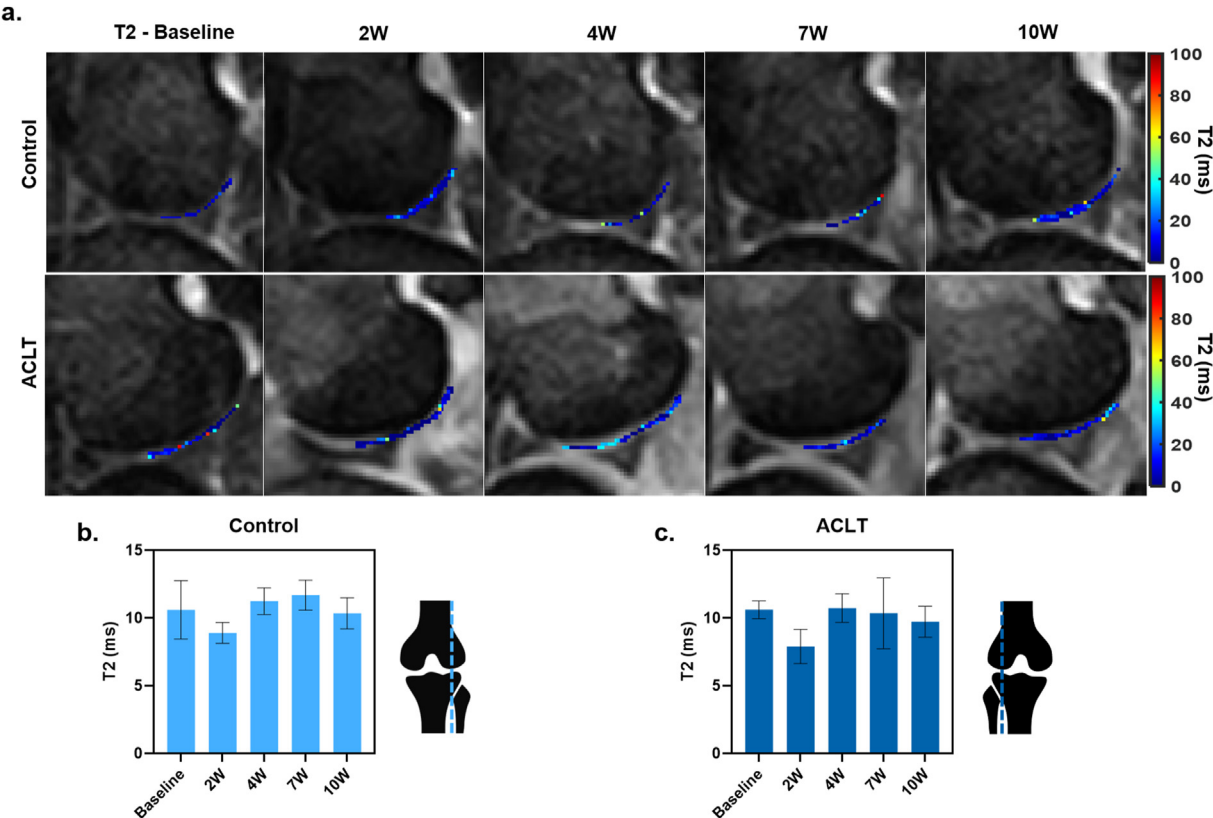 a.
T2 - Baseline 2W 4W 7W 10W
Control
100
80
60
40
20
0
T2 (ms)
ACLT
100
80
60
40
20
0
T2 (ms)
b.
Control
T2 (ms)
15
10
5
0
Baseline 2W 4W 7W 10W
c.
ACLT
T2 (ms)
15
10
5
0
Baseline 2W 4W 7W 10W